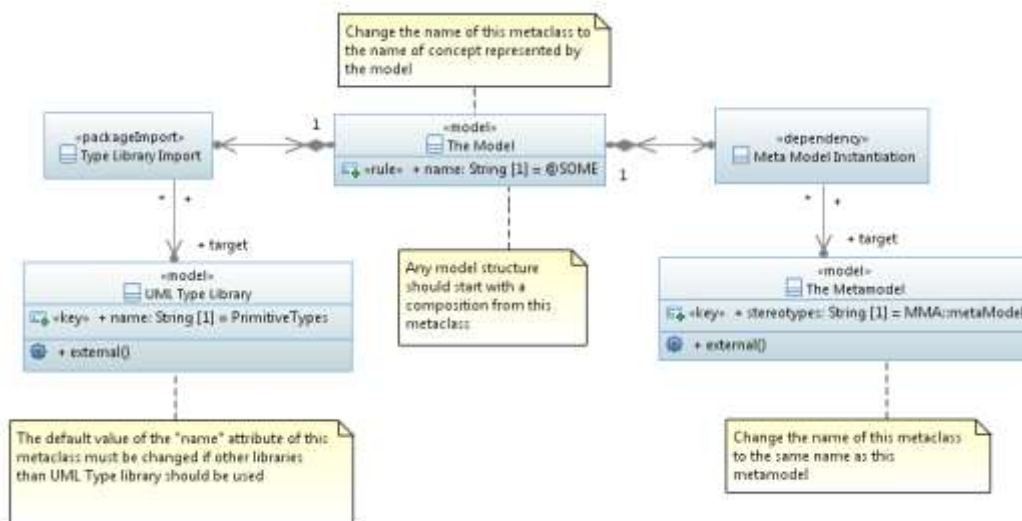 Change the name of this metaclass to
the name of concept represented by
the model
«packageImport»
Type Library Import
1
«model»
The Model
«rule» + name: String [1] = @SOME
1
«dependency»
Meta Model Instantiation
* +
+ target
* +
+ target
«model»
UML Type Library
«key» + name: String [1] = PrimitiveTypes
+ external()
Any model structure
should start with a
composition from this
metaclass
«model»
The Metamodel
«key» + stereotypes: String [1] = MMA::metaModel
+ external()
The default value of the "name" attribute of this
metaclass must be changed if other libraries
than UML Type library should be used
Change the name of this metaclass
to the same name as this
metamodel